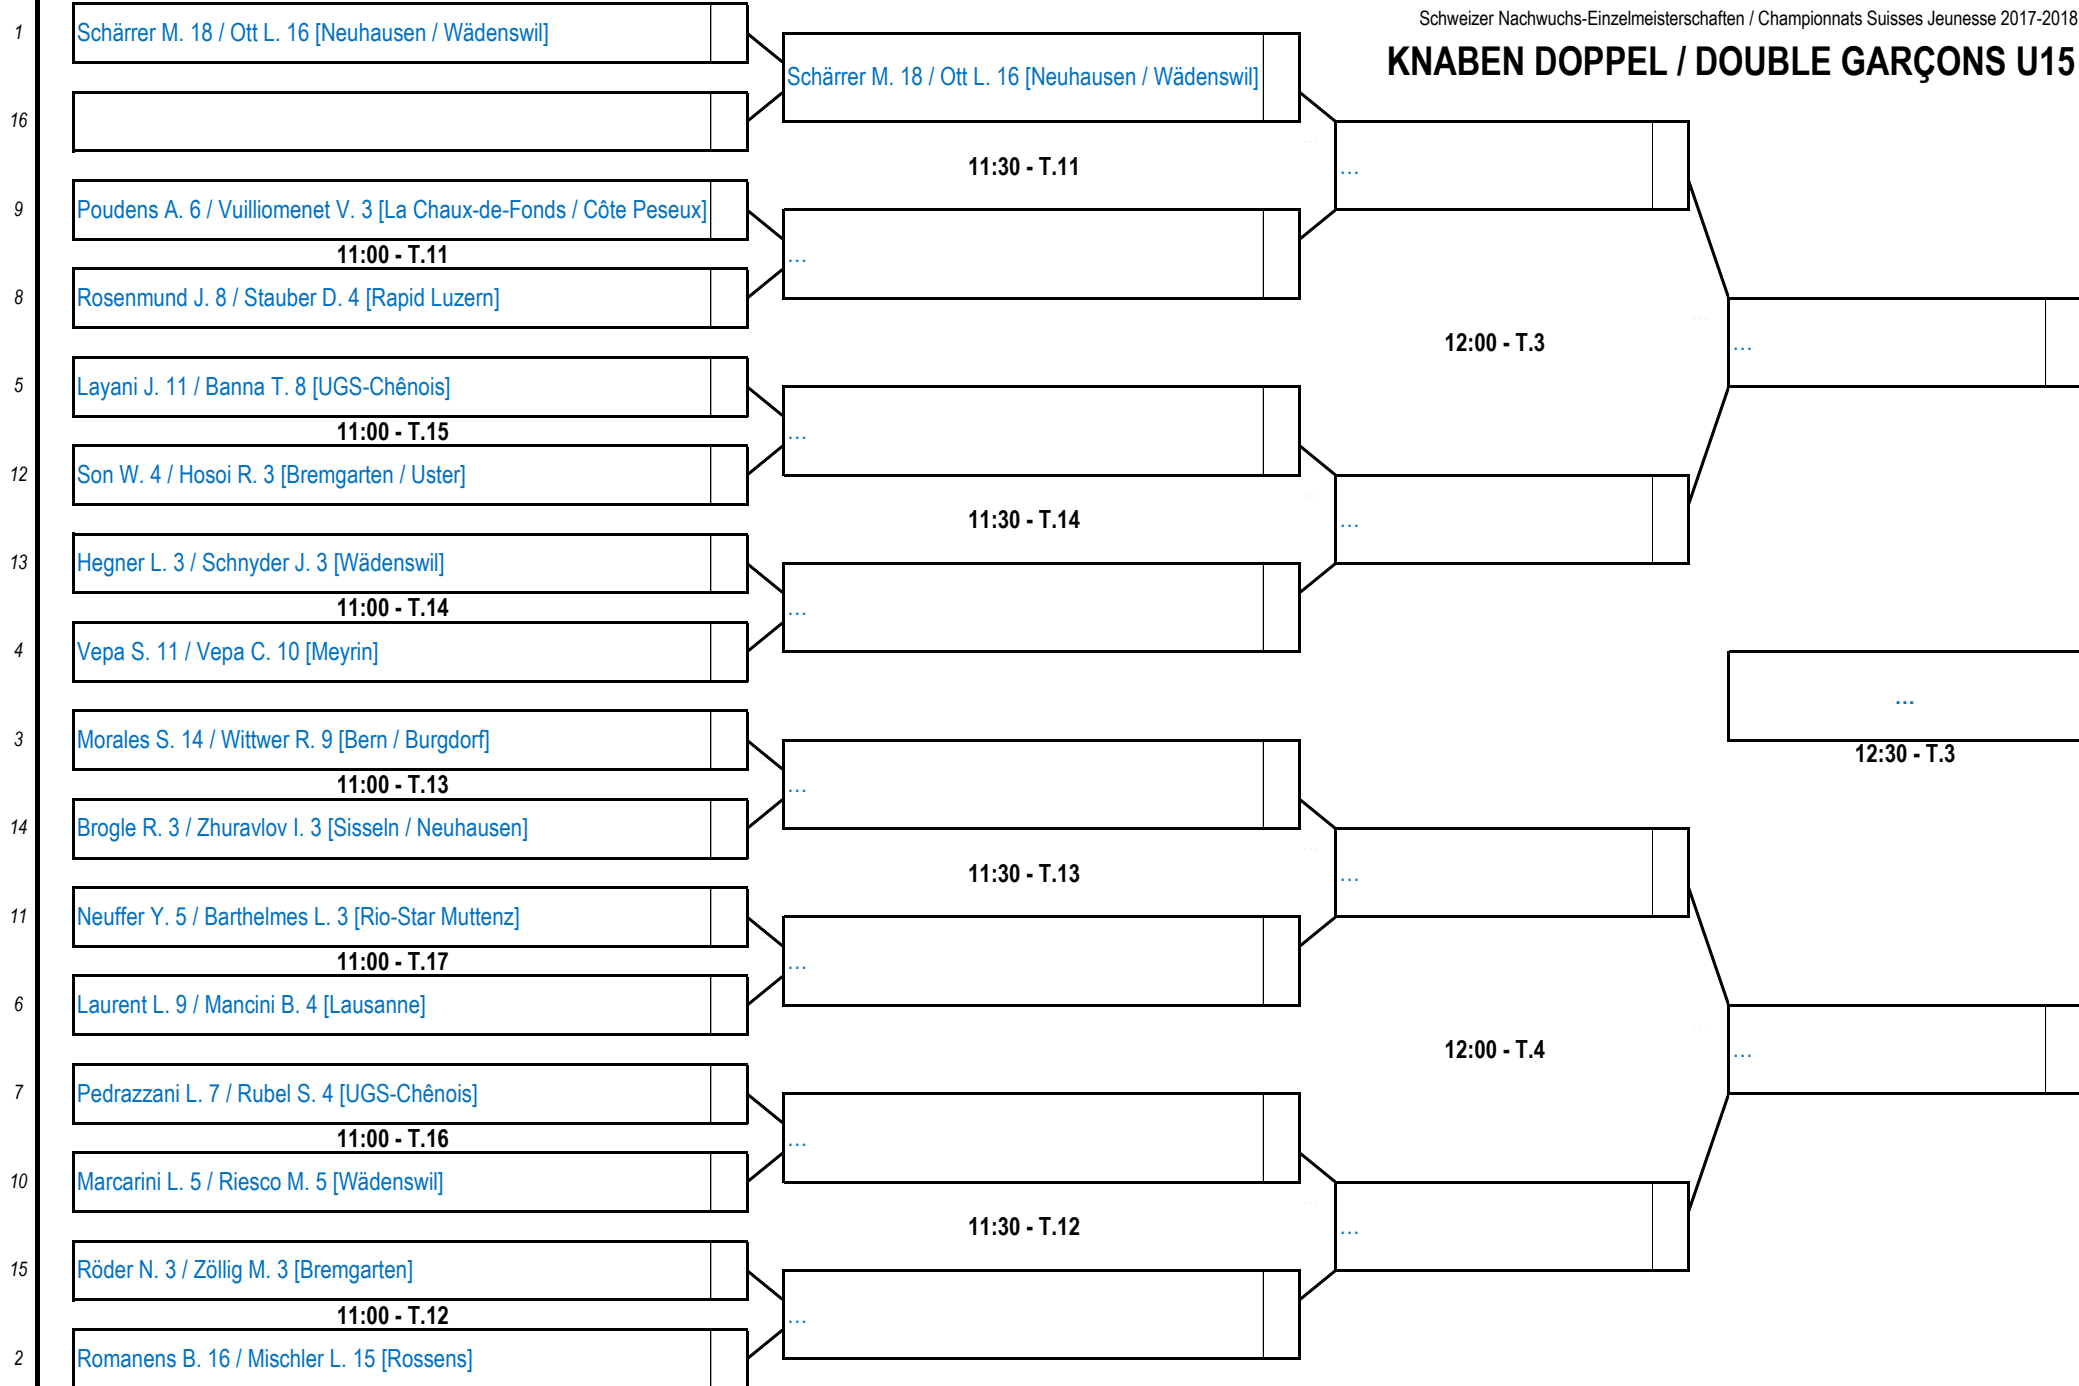 Schweizer Nachwuchs-Einzelmeisterschaften / Championnats Suisses Jeunesse 2017-2018
KNABEN DOPPEL / DOUBLE GARÇONS U15
1
Schärrer M. 18 / Ott L. 16 [Neuhausen / Wädenswil]
Schärrer M. 18 / Ott L. 16 [Neuhausen / Wädenswil]
16
11:30 - T.11
...
9
Poudens A. 6 / Vuilliomenet V. 3 [La Chaux-de-Fonds / Côte Peseux]
11:00 - T.11
...
8
Rosenmund J. 8 / Stauber D. 4 [Rapid Luzern]
12:00 - T.3
...
5
Layani J. 11 / Banna T. 8 [UGS-Chênois]
11:00 - T.15
...
12
Son W. 4 / Hosoi R. 3 [Bremgarten / Uster]
11:30 - T.14
...
13
Hegner L. 3 / Schnyder J. 3 [Wädenswil]
11:00 - T.14
...
4
Vepa S. 11 / Vepa C. 10 [Meyrin]
...
3
Morales S. 14 / Wittwer R. 9 [Bern / Burgdorf]
12:30 - T.3
11:00 - T.13
...
14
Brogle R. 3 / Zhuravlov I. 3 [Sisseln / Neuhausen]
11:30 - T.13
...
11
Neuffer Y. 5 / Barthelmes L. 3 [Rio-Star Muttenz]
11:00 - T.17
...
6
Laurent L. 9 / Mancini B. 4 [Lausanne]
12:00 - T.4
...
7
Pedrazzani L. 7 / Rubel S. 4 [UGS-Chênois]
11:00 - T.16
...
10
Marcarini L. 5 / Riesco M. 5 [Wädenswil]
11:30 - T.12
...
15
Röder N. 3 / Zöllig M. 3 [Bremgarten]
11:00 - T.12
...
2
Romanens B. 16 / Mischler L. 15 [Rossens]